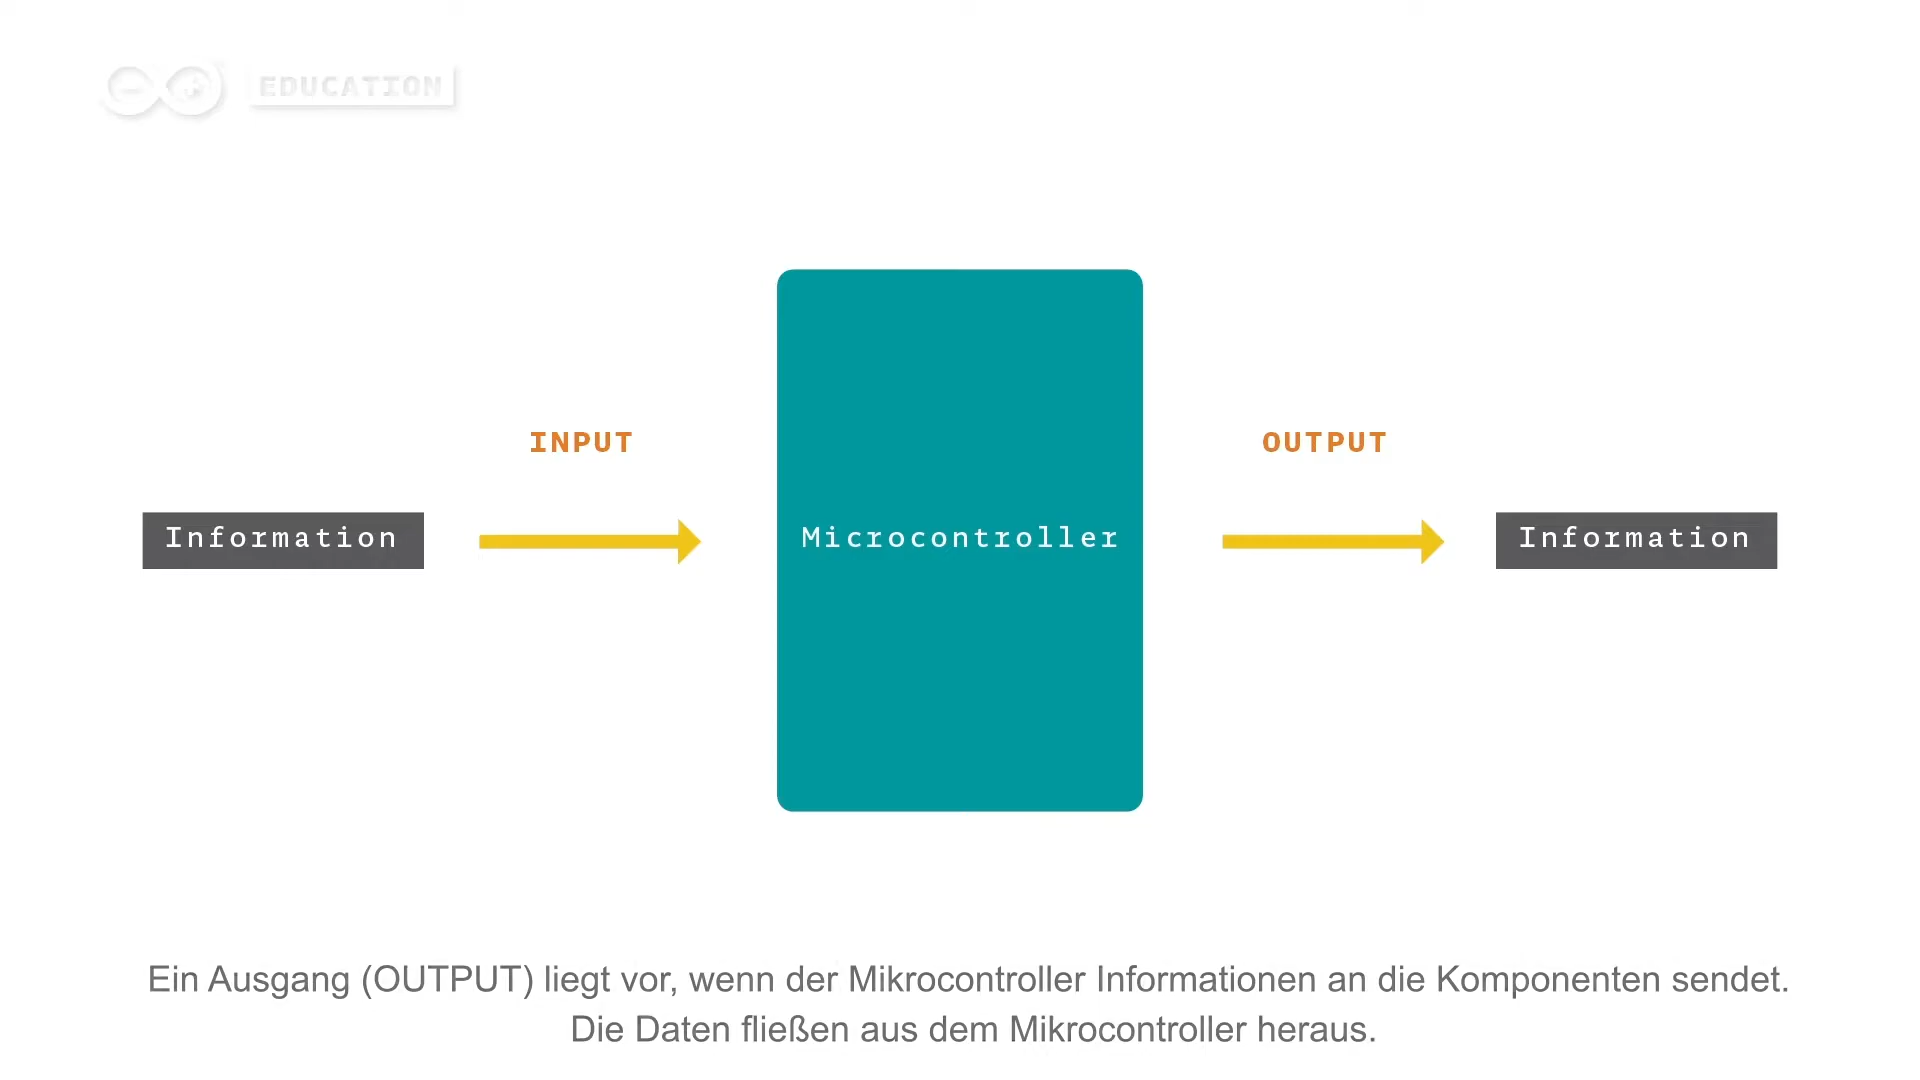 EDUCATION
INPUT
OUTPUT
Information
Microcontroller
Information
Ein Ausgang (OUTPUT) liegt vor, wenn der Mikrocontroller Informationen an die Komponenten sendet.
Die Daten fließen aus dem Mikrocontroller heraus.